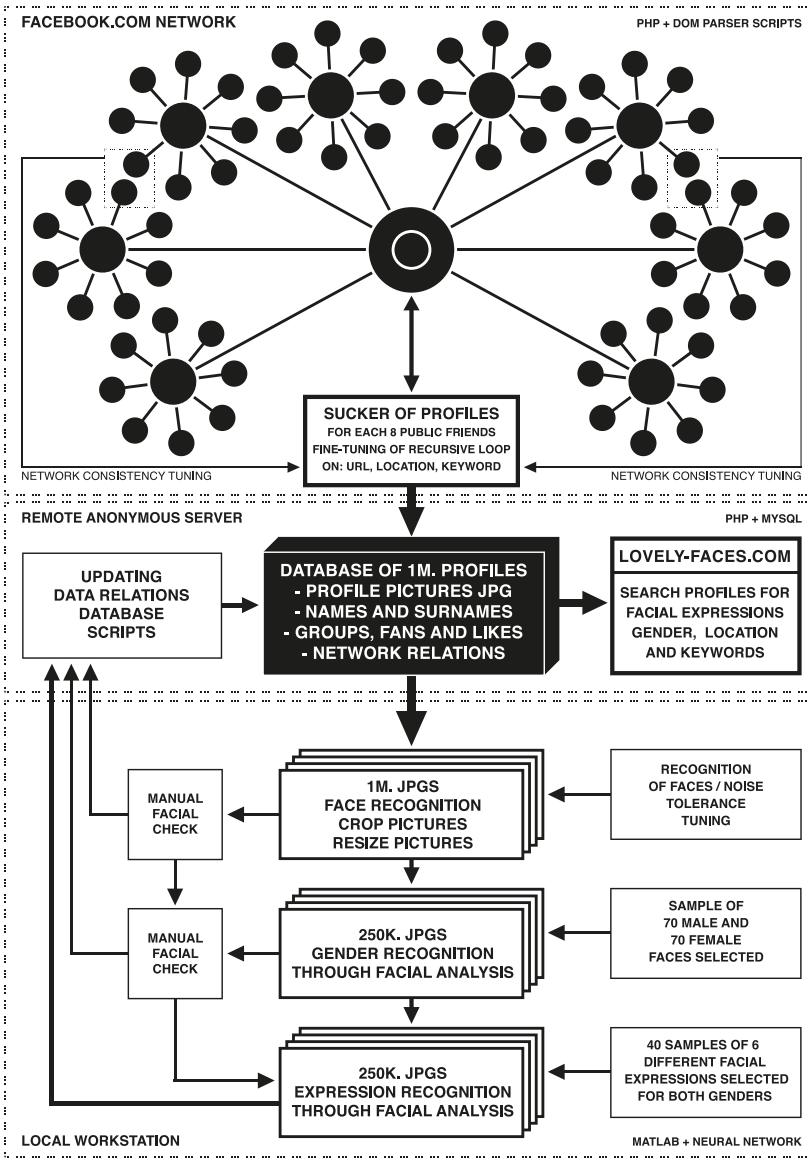 FACEBOOK.COM NETWORK
PHP + DOM PARSER SCRIPTS
SUCKER OF PROFILES
FOR EACH 8 PUBLIC FRIENDS
FINE-TUNING OF RECURSIVE LOOP
ON: URL, LOCATION, KEYWORD
NETWORK CONSISTENCY TUNING
NETWORK CONSISTENCY TUNING
REMOTE ANONYMOUS SERVER
PHP + MYSQL
UPDATING
DATA RELATIONS
DATABASE
SCRIPTS
DATABASE OF 1M. PROFILES
- PROFILE PICTURES JPG
- NAMES AND SURNAMES
- GROUPS, FANS AND LIKES
- NETWORK RELATIONS
LOVELY-FACES.COM
SEARCH PROFILES FOR
FACIAL EXPRESSIONS
GENDER, LOCATION
AND KEYWORDS
MANUAL
FACIAL
CHECK
1M. JPGS
FACE RECOGNITION
CROP PICTURES
RESIZE PICTURES
RECOGNITION
OF FACES / NOISE
TOLERANCE
TUNING
MANUAL
FACIAL
CHECK
250K. JPGS
GENDER RECOGNITION
THROUGH FACIAL ANALYSIS
SAMPLE OF
70 MALE AND
70 FEMALE
FACES SELECTED
250K. JPGS
EXPRESSION RECOGNITION
THROUGH FACIAL ANALYSIS
40 SAMPLES OF 6
DIFFERENT FACIAL
EXPRESSIONS SELECTED
FOR BOTH GENDERS
LOCAL WORKSTATION
MATLAB + NEURAL NETWORK